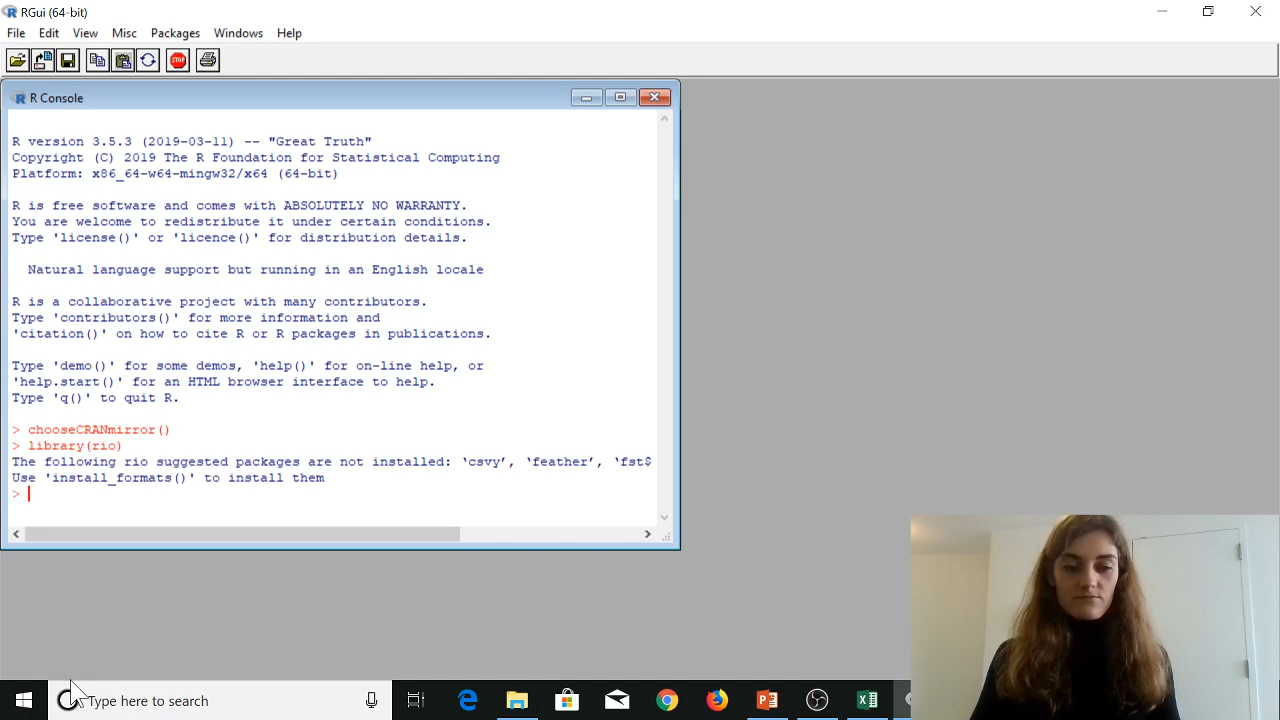 RGui (64-bit)
File Edit View Misc Packages Windows Help
STOP
R Console
R version 3.5.3 (2019-03-11) -- "Great Truth"
Copyright (C) 2019 The R Foundation for Statistical Computing
Platform: x86_64-w64-mingw32/x64 (64-bit)
R is free software and comes with ABSOLUTELY NO WARRANTY.
You are welcome to redistribute it under certain conditions.
Type 'license()' or 'licence()' for distribution details.
Natural language support but running in an English locale
R is a collaborative project with many contributors.
Type 'contributors()' for more information and
'citation()' on how to cite R or R packages in publications.
Type 'demo()' for some demos, 'help()' for on-line help, or
'help.start()' for an HTML browser interface to help.
Type 'q()' to quit R.
> chooseCRANmirror()
> library(rio)
The following rio suggested packages are not installed: ‘csvy’, ‘feather’, ‘fst$
Use 'install_formats()' to install them
>
Type here to search